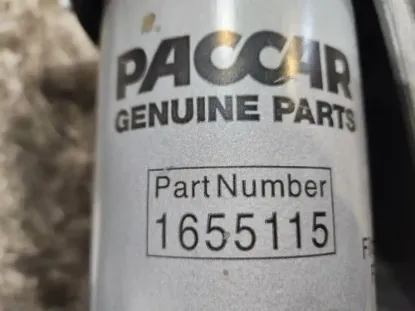 PACCAR
GENUINE PARTS
Part Number
1655115